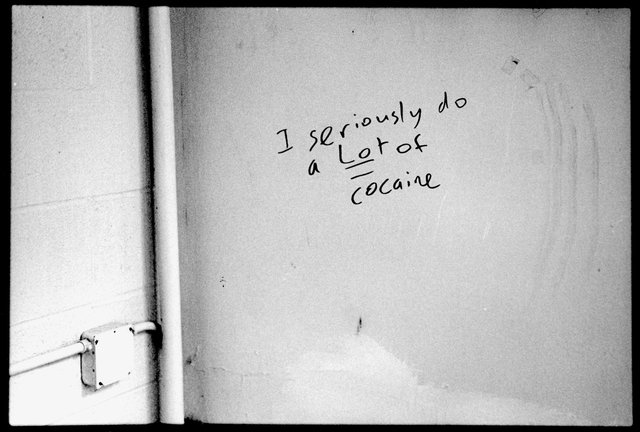 I seriously do
a Lot of
cocaine